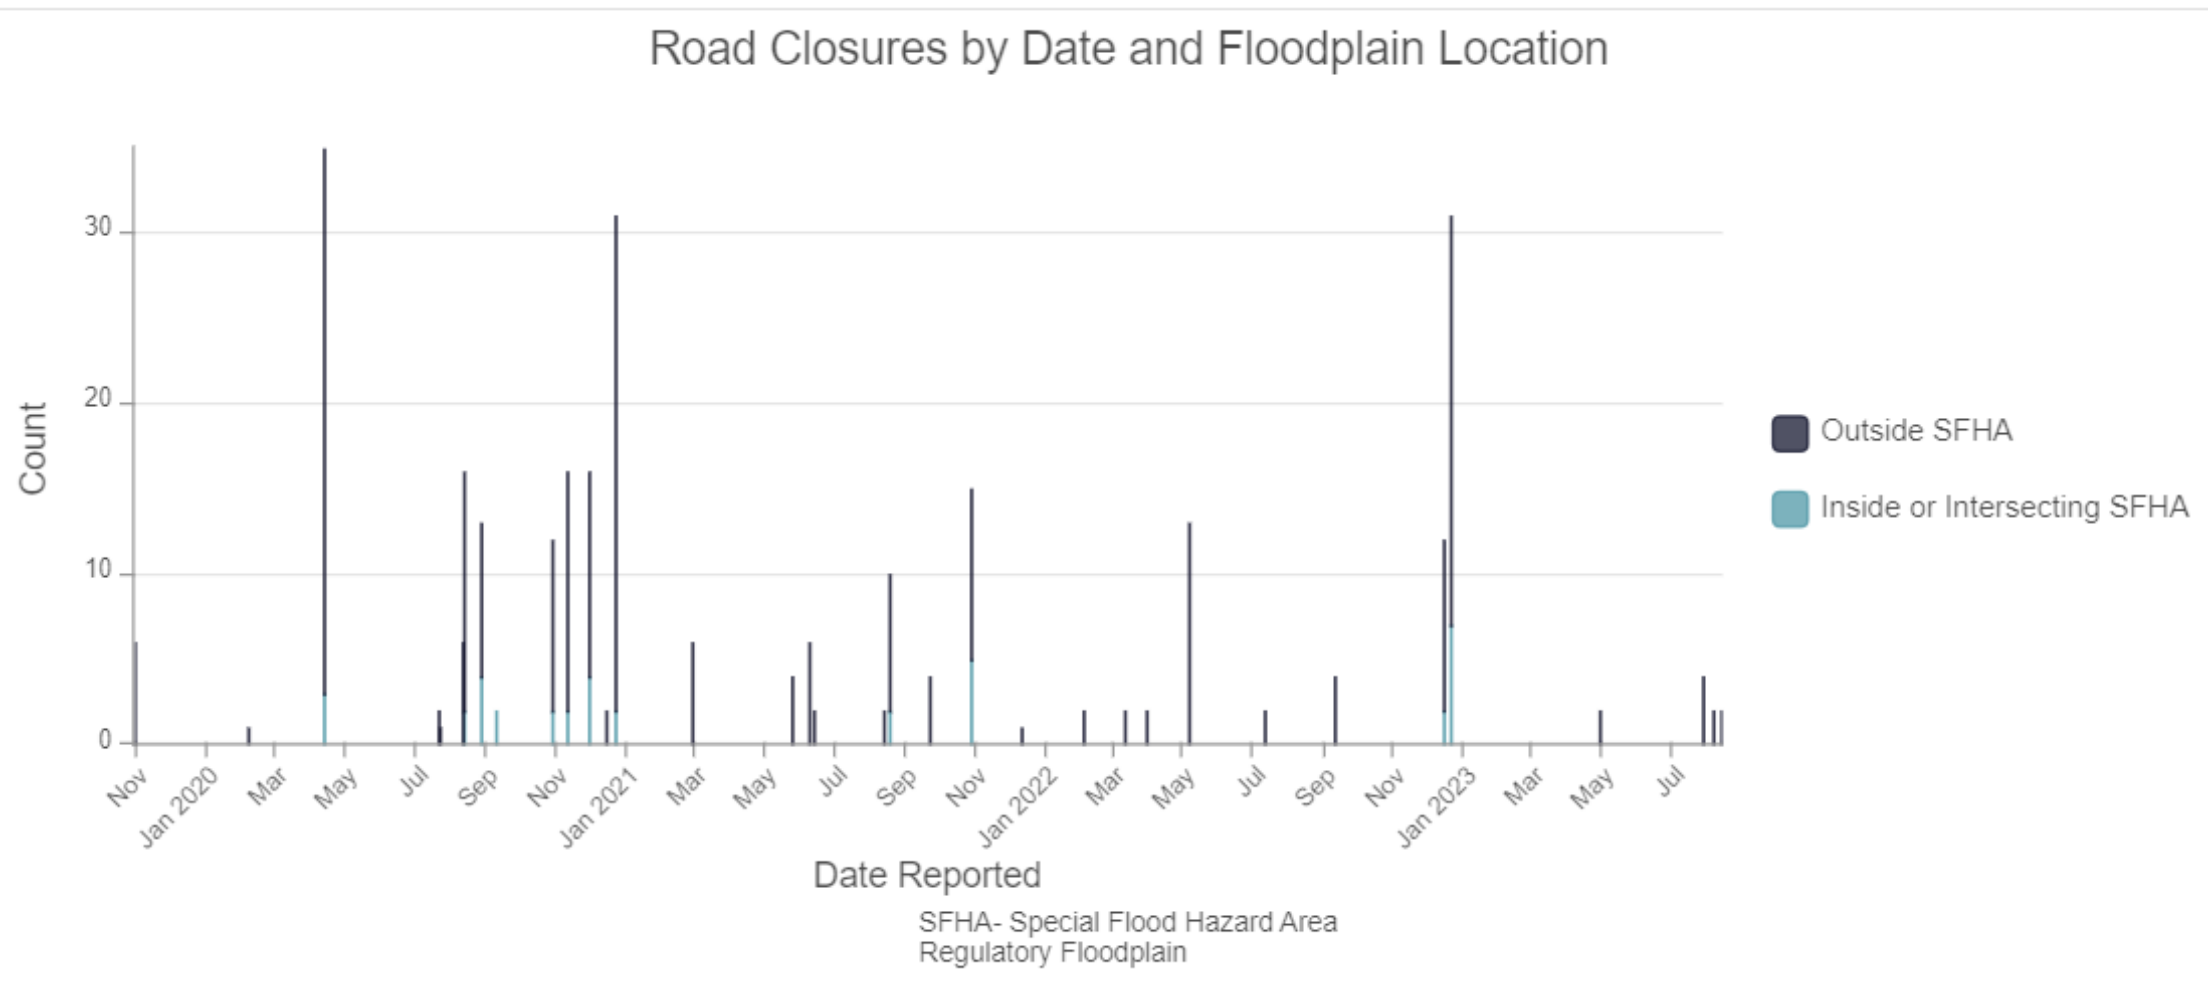 Road Closures by Date and Floodplain Location
30
20
10
0
Count
Nov
Jan 2020
Mar
May
Jul
Sep
Nov
Jan 2021
Mar
May
Jul
Sep
Nov
Jan 2022
Mar
May
Jul
Sep
Nov
Jan 2023
Mar
May
Jul
Date Reported
SFHA- Special Flood Hazard Area
Regulatory Floodplain
Outside SFHA
Inside or Intersecting SFHA